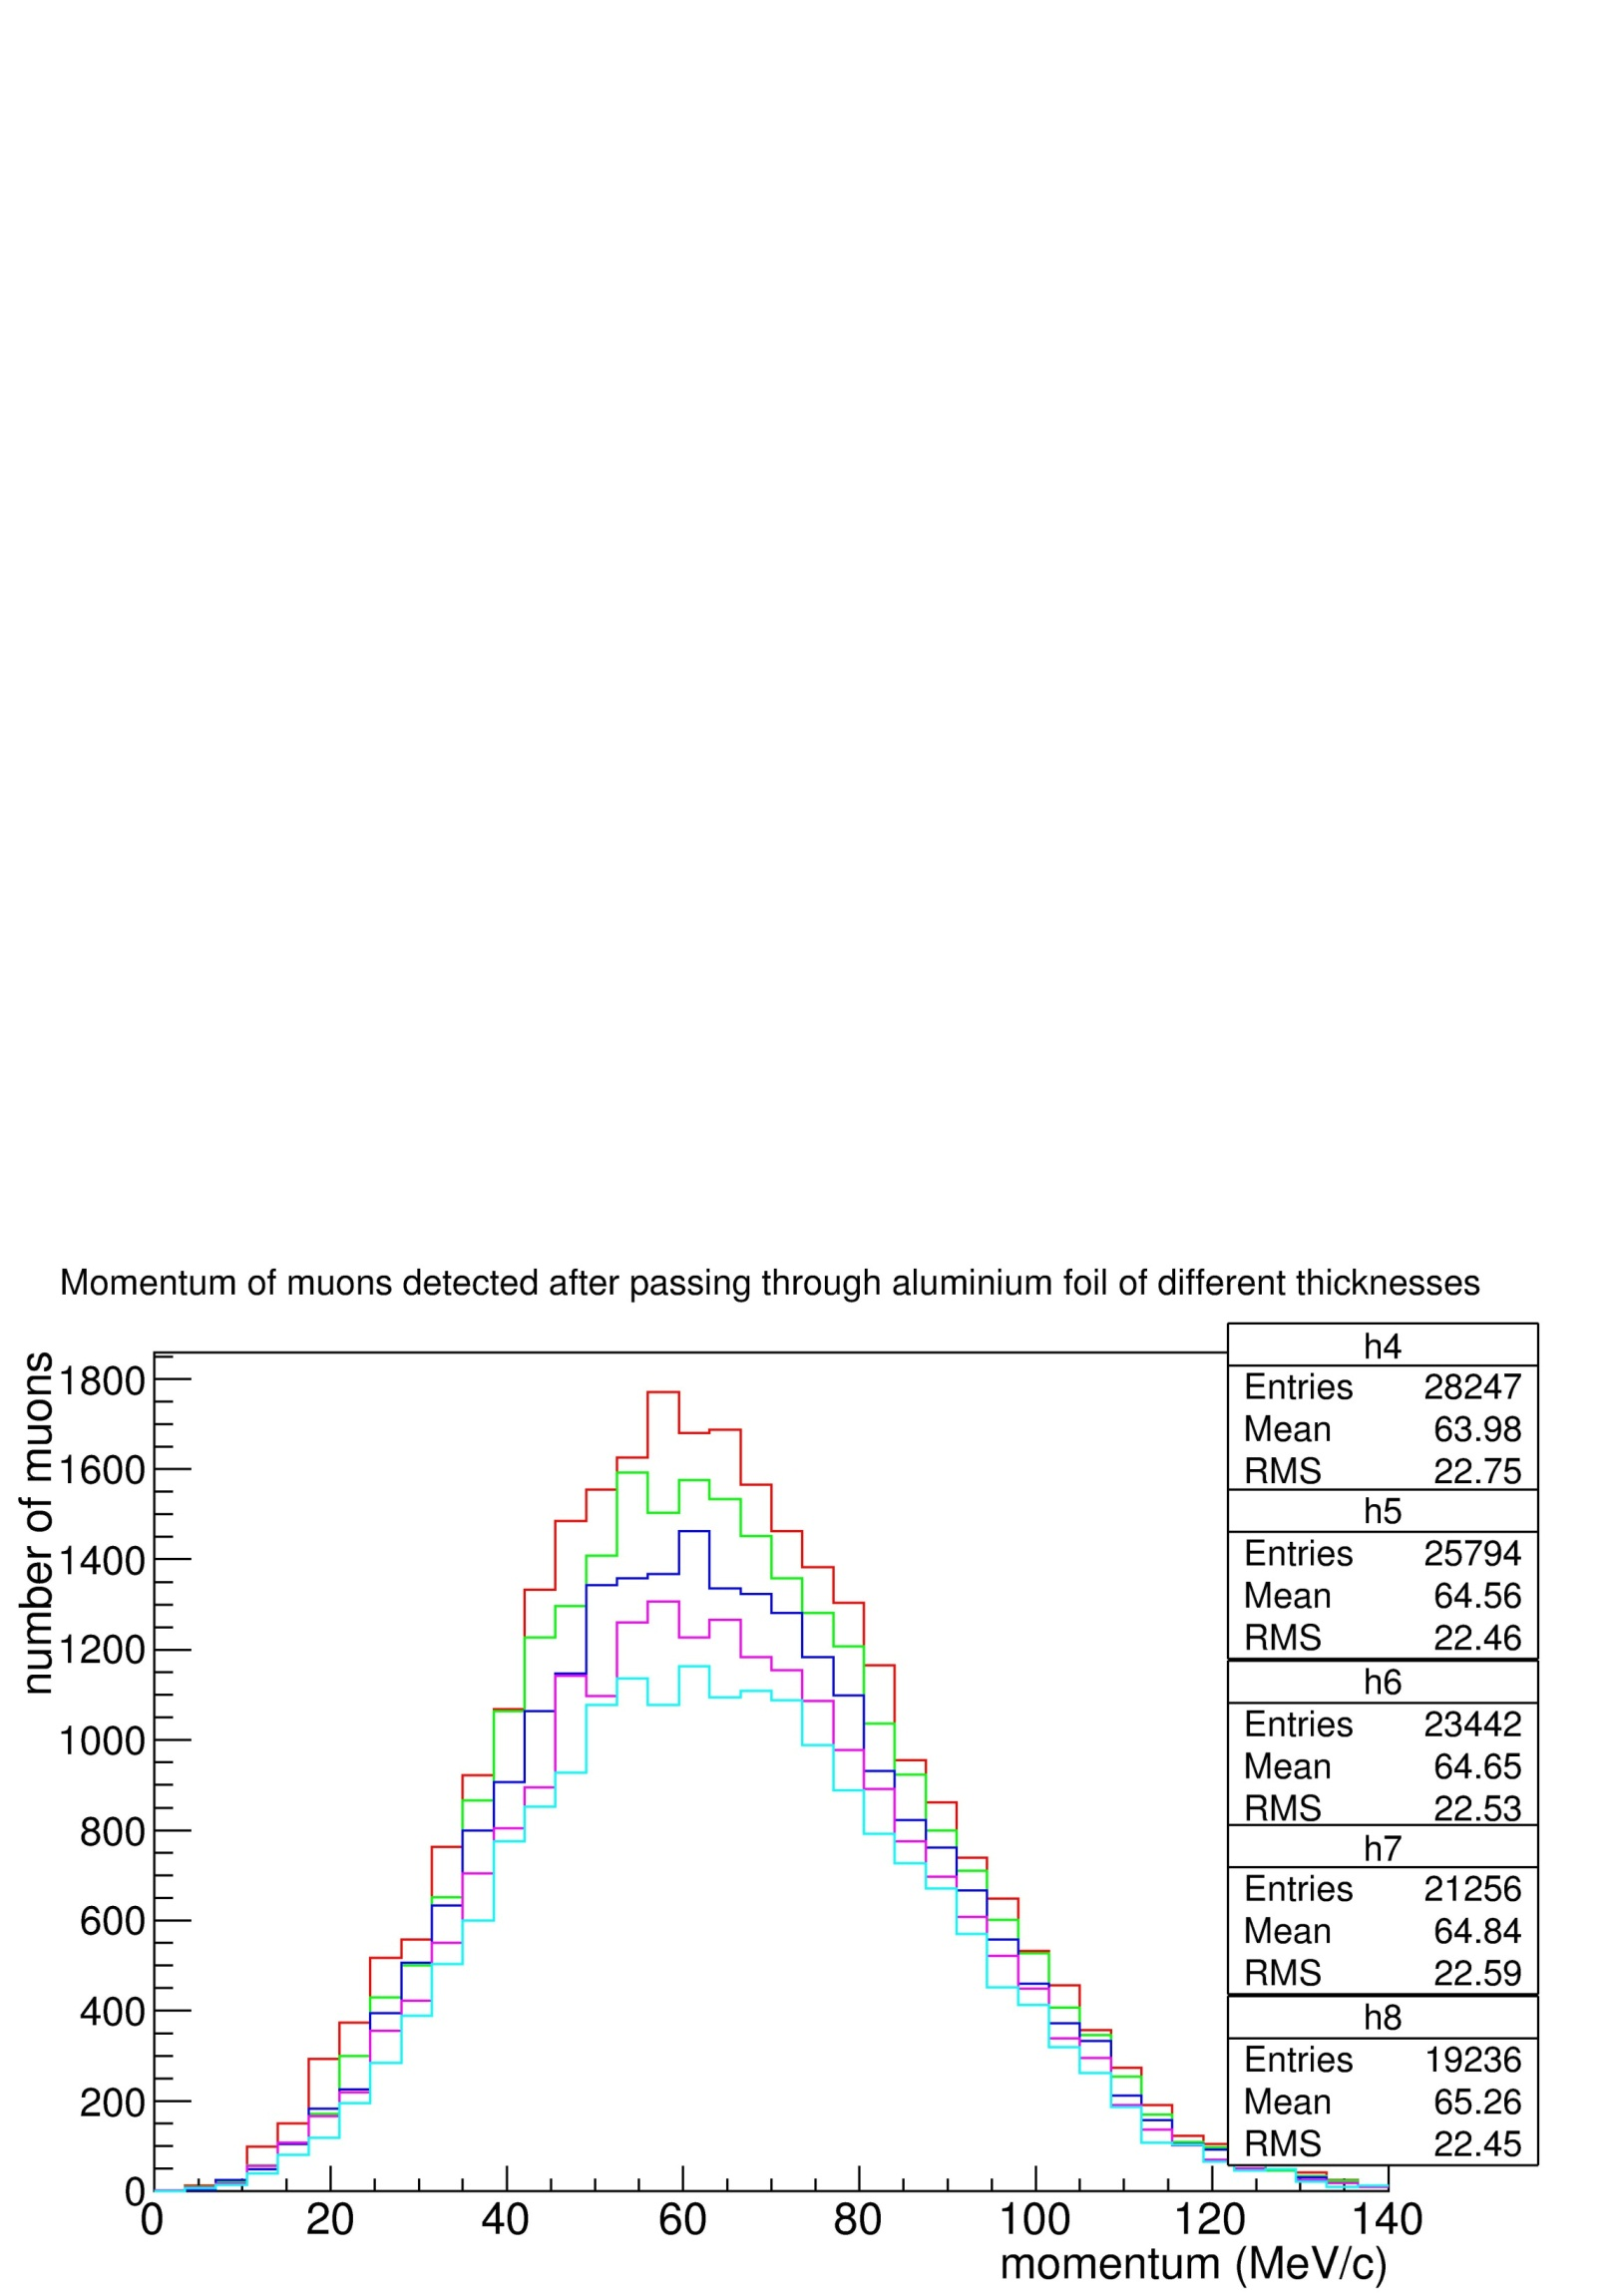 Momentum of muons detected after passing through aluminium foil of different thicknesses
number of muons
1800
1600
1400
1200
1000
800
600
400
200
0
0 20 40 60 80 100 120 140
momentum (MeV/c)
h4
Entries 28247
Mean 63.98
RMS 22.75
h5
Entries 25794
Mean 64.56
RMS 22.46
h6
Entries 23442
Mean 64.65
RMS 22.53
h7
Entries 21256
Mean 64.84
RMS 22.59
h8
Entries 19236
Mean 65.26
RMS 22.45